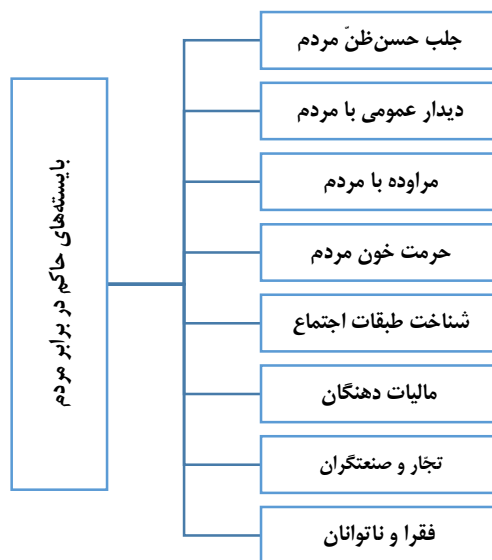 بایسته‌های حاکم در برابر مردم
جلب حسن‌ظنّ مردم
دیدار عمومی با مردم
مراوده با مردم
حرمت خون مردم
شناخت طبقات اجتماع
مالیات دهنگان
تجّار و صنعتگران
فقرا و ناتوانان